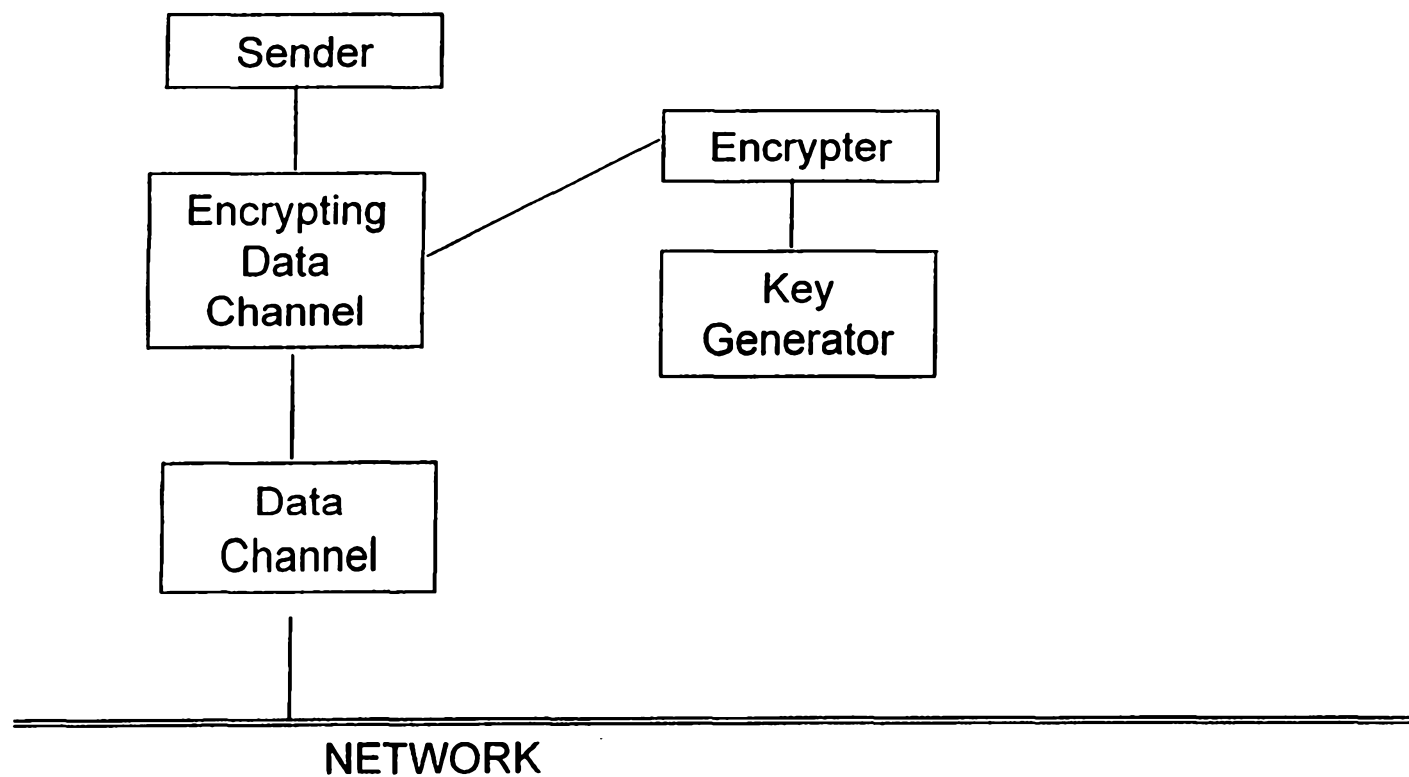 Sender
Encrypter
Encrypting
Data
Channel
Key
Generator
Data
Channel
NETWORK